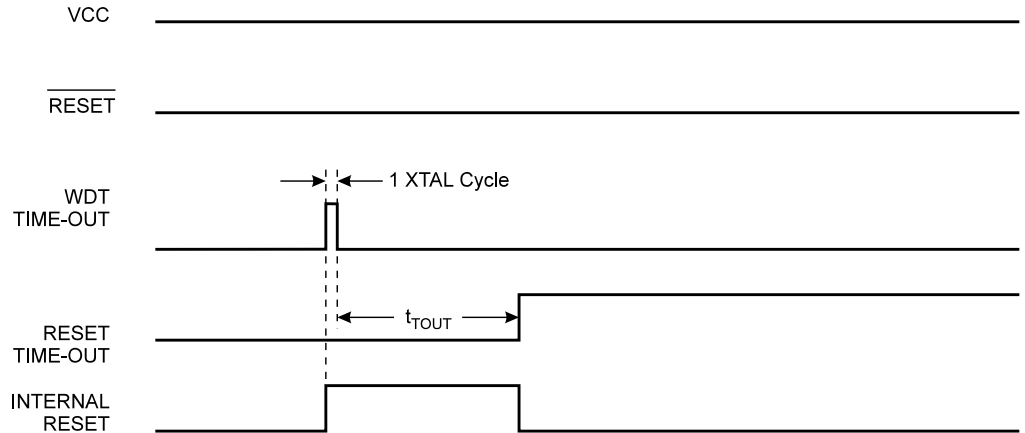 VCC
RESET
1 XTAL Cycle
WDT
TIME-OUT
tTOUT
RESET
TIME-OUT
INTERNAL
RESET